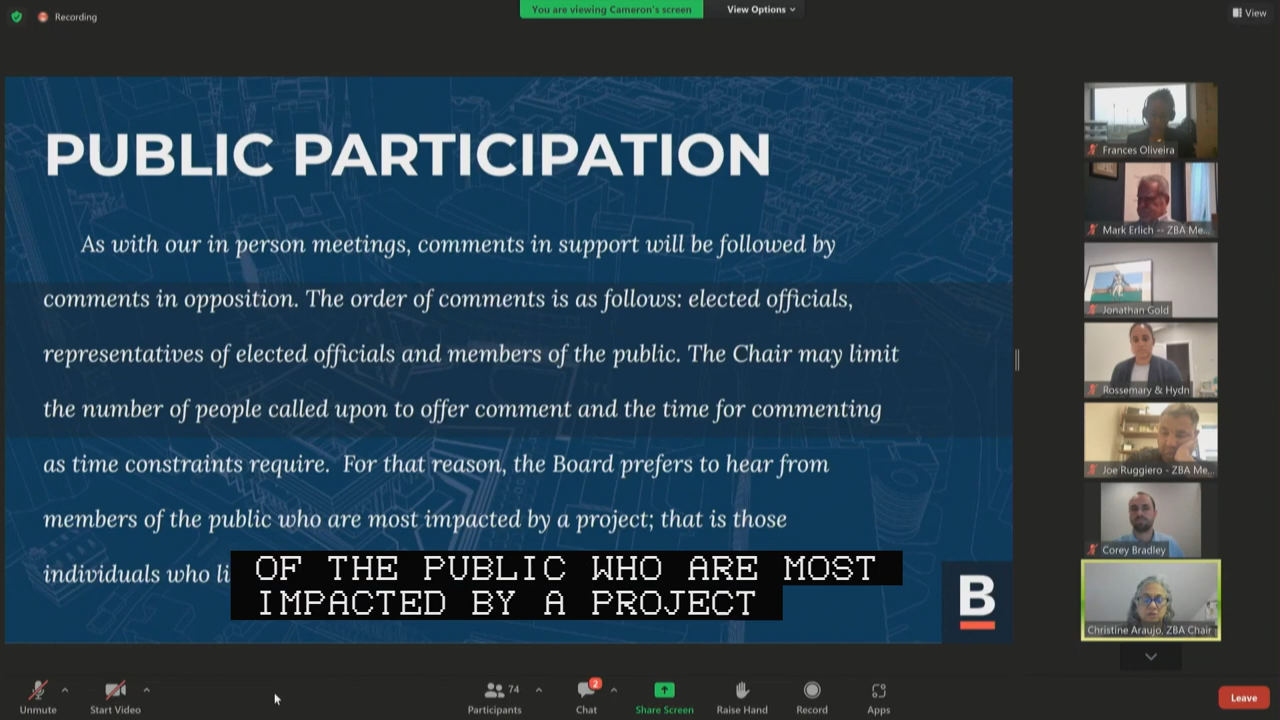 Recording
You are viewing Cameron's screen
View Options
View
PUBLIC PARTICIPATION
As with our in person meetings, comments in support will be followed by
comments in opposition. The order of comments is as follows: elected officials,
representatives of elected officials and members of the public. The Chair may limit
the number of people called upon to offer comment and the time for commenting
as time constraints require. For that reason, the Board prefers to hear from
members of the public who are most impacted by a project; that is those
individuals who li
OF THE PUBLIC WHO ARE MOST
IMPACTED BY A PROJECT
B
Frances Oliveira
Mark Erlich -- ZBA Me...
Jonathan Gold
Rossemary & Hydn
Joe Ruggiero - ZBA Me...
Corey Bradley
Christine Araujo, ZBA Chair
Unmute
Start Video
74
Participants
2
Chat
Share Screen
Raise Hand
Record
Apps
Leave